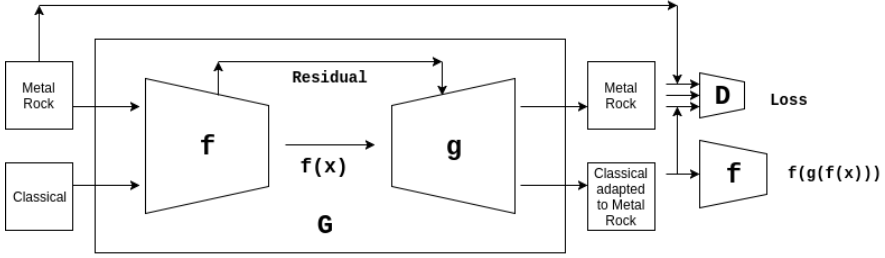 Metal
Rock
Classical
f
Residual
f(x)
g
G
Metal
Rock
Classical
adapted
to Metal
Rock
D
Loss
f
f(g(f(x)))